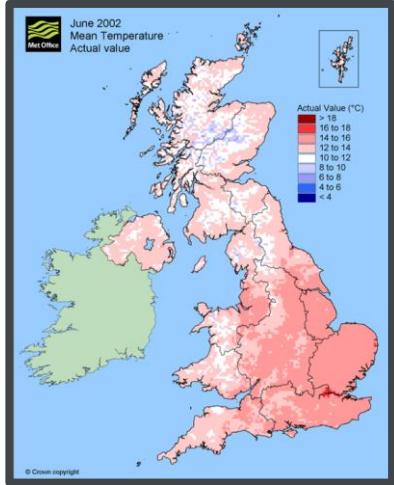 Met Office
June 2002
Mean Temperature
Actual value
Actual Value (°C)
> 18
16 to 18
14 to 16
12 to 14
10 to 12
8 to 10
6 to 8
4 to 6
< 4
© Crown copyright